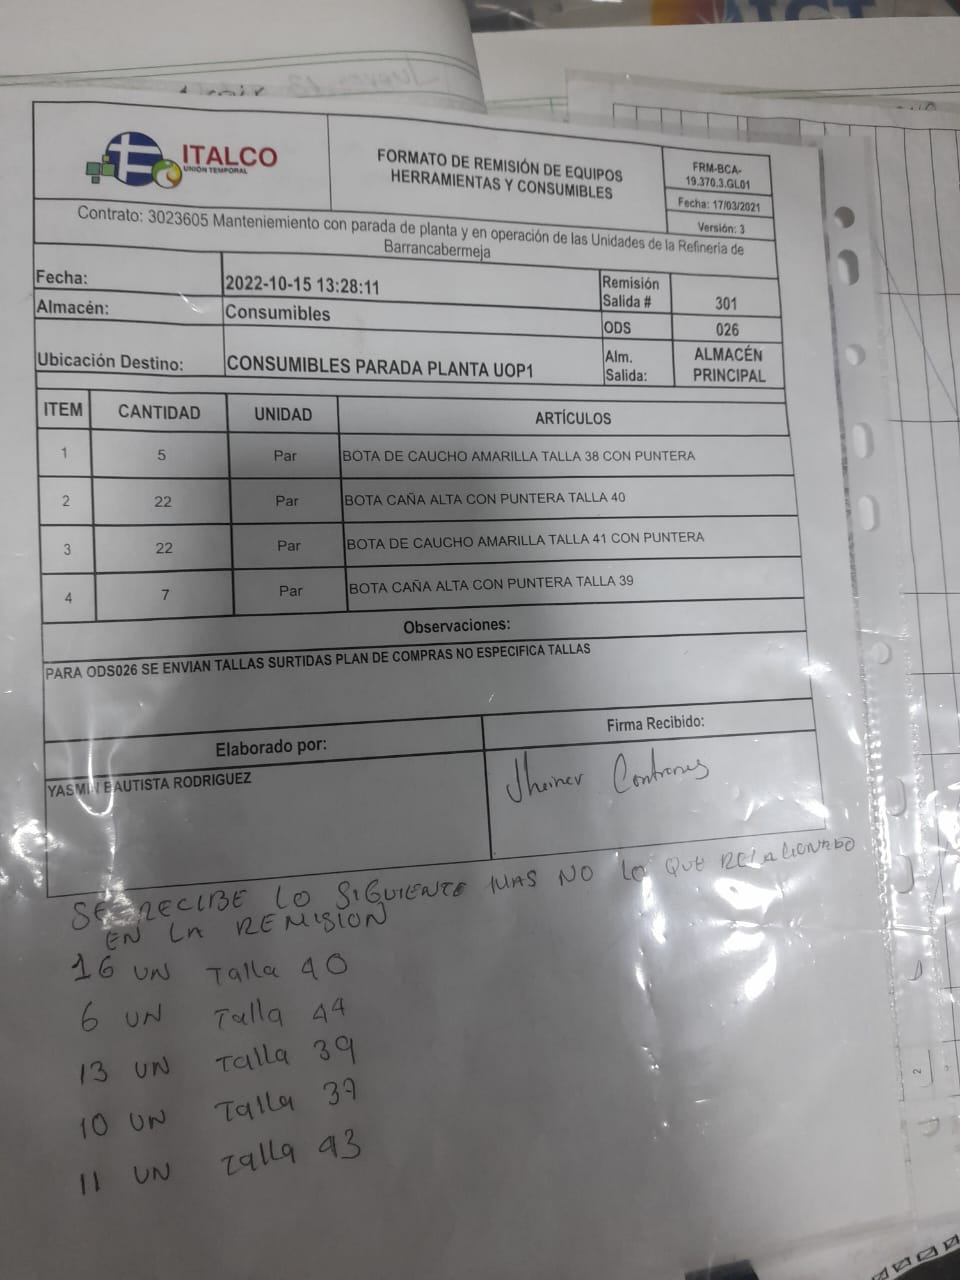 ITALCO
UNIÓN TEMPORAL
FORMATO DE REMISIÓN DE EQUIPOS
HERRAMIENTAS Y CONSUMIBLES
FRM-BCA-
19.370.3.GL01
Fecha: 17/03/2021
Versión: 3
Contrato: 3023605 Manteniemiento con parada de planta y en operación de las Unidades de la Refineria de
Barrancabermeja
Fecha: 2022-10-15 13:28:11 Remisión Salida # 301
Almacén: Consumibles ODS 026
Ubicación Destino: CONSUMIBLES PARADA PLANTA UOP1 Alm. Salida: ALMACÉN PRINCIPAL
ITEM CANTIDAD UNIDAD ARTÍCULOS
1 5 Par BOTA DE CAUCHO AMARILLA TALLA 38 CON PUNTERA
2 22 Par BOTA CAÑA ALTA CON PUNTERA TALLA 40
3 22 Par BOTA DE CAUCHO AMARILLA TALLA 41 CON PUNTERA
4 7 Par BOTA CAÑA ALTA CON PUNTERA TALLA 39
Observaciones:
PARA ODS026 SE ENVIAN TALLAS SURTIDAS PLAN DE COMPRAS NO ESPECIFICA TALLAS
Elaborado por: Firma Recibido:
YASMIN BAUTISTA RODRIGUEZ Jheiner Contreras
SE RECIBE LO SIGUIENTE MAS NO LO QUE RELACIONADO
EN LA REMISION
16 UN Talla 40
6 UN Talla 44
13 UN Talla 39
10 UN Talla 37
11 UN Talla 43